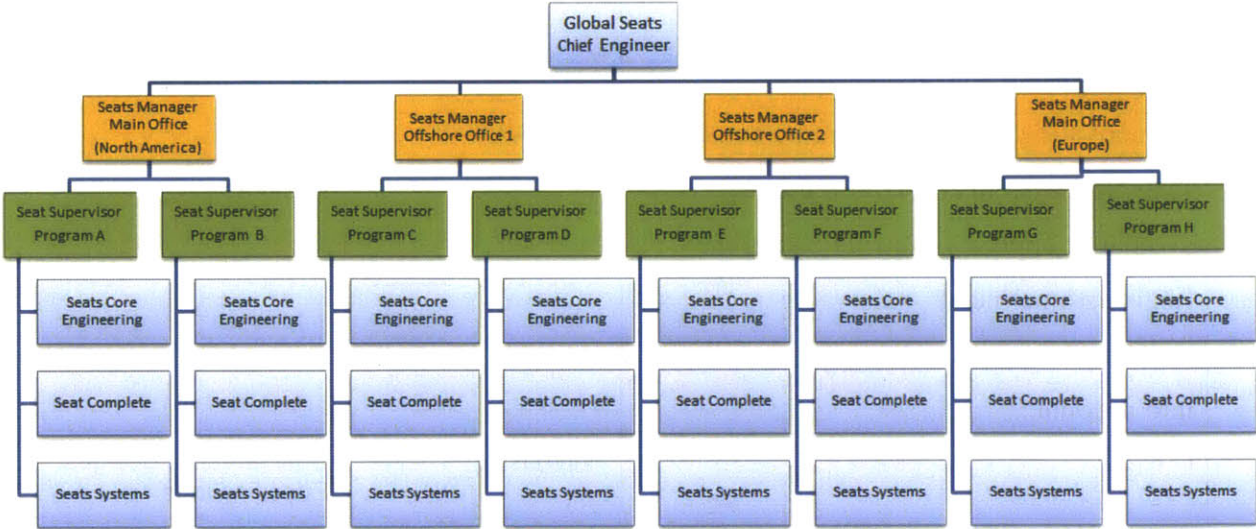 Global Seats
Chief Engineer
Seats Manager
Main Office
(North America)
Seats Manager
Offshore Office 1
Seats Manager
Offshore Office 2
Seats Manager
Main Office
(Europe)
Seat Supervisor
Program A
Seat Supervisor
Program B
Seat Supervisor
Program C
Seat Supervisor
Program D
Seat Supervisor
Program E
Seat Supervisor
Program F
Seat Supervisor
Program G
Seat Supervisor
Program H
Seats Core
Engineering
Seats Core
Engineering
Seats Core
Engineering
Seats Core
Engineering
Seats Core
Engineering
Seats Core
Engineering
Seats Core
Engineering
Seats Core
Engineering
Seat Complete
Seat Complete
Seat Complete
Seat Complete
Seat Complete
Seat Complete
Seat Complete
Seat Complete
Seats Systems
Seats Systems
Seats Systems
Seats Systems
Seats Systems
Seats Systems
Seats Systems
Seats Systems